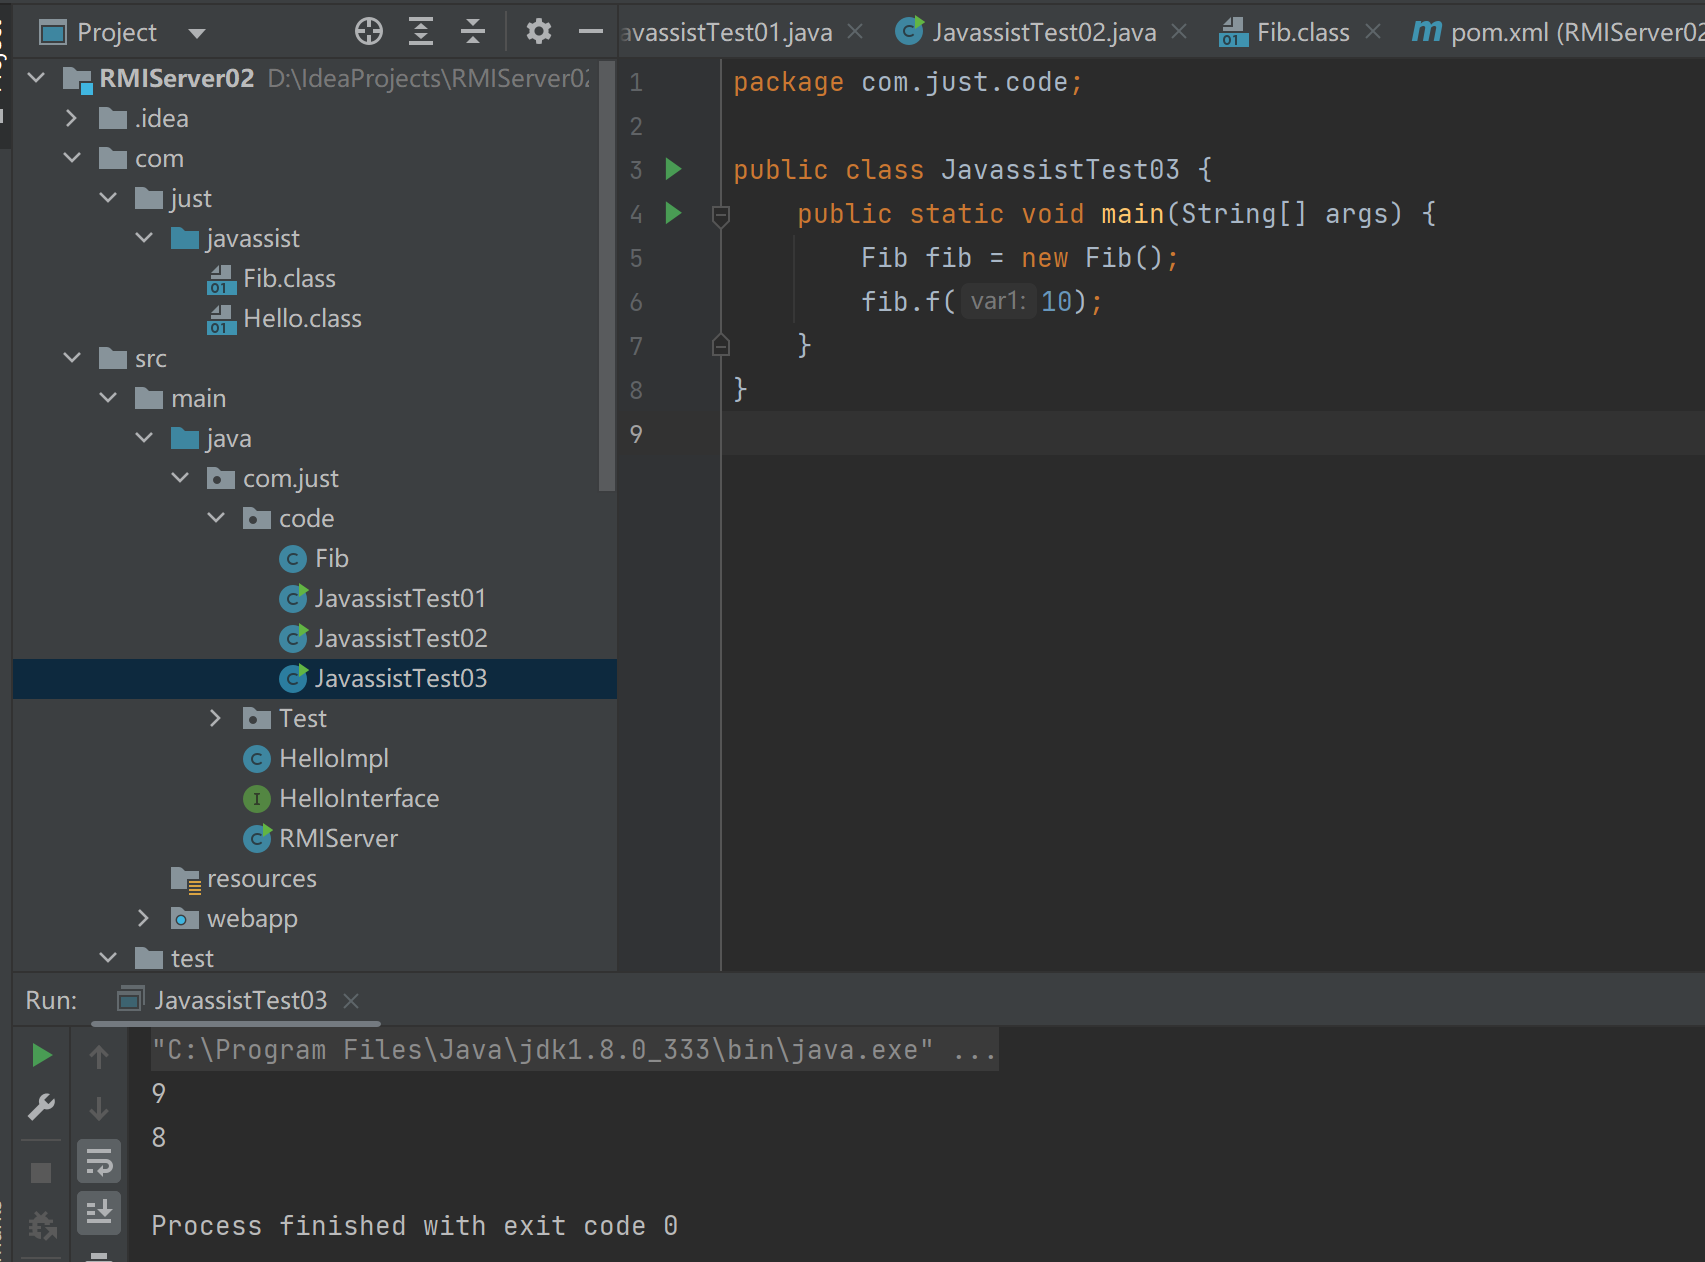 Project
RMIServer02 D:\IdeaProjects\RMIServer02
.idea
com
just
javassist
01 Fib.class
01 Hello.class
src
main
java
com.just
code
C Fib
C JavassistTest01
C JavassistTest02
C JavassistTest03
Test
C HelloImpl
I HelloInterface
C RMIServer
resources
webapp
test
avassistTest01.java C JavassistTest02.java 01 Fib.class m pom.xml (RMIServer02
1 package com.just.code;
2
3 public class JavassistTest03 {
4 public static void main(String[] args) {
5 Fib fib = new Fib();
6 fib.f( var1: 10);
7 }
8 }
9
Run: JavassistTest03
"C:\Program Files\Java\jdk1.8.0_333\bin\java.exe" ...
9
8
Process finished with exit code 0